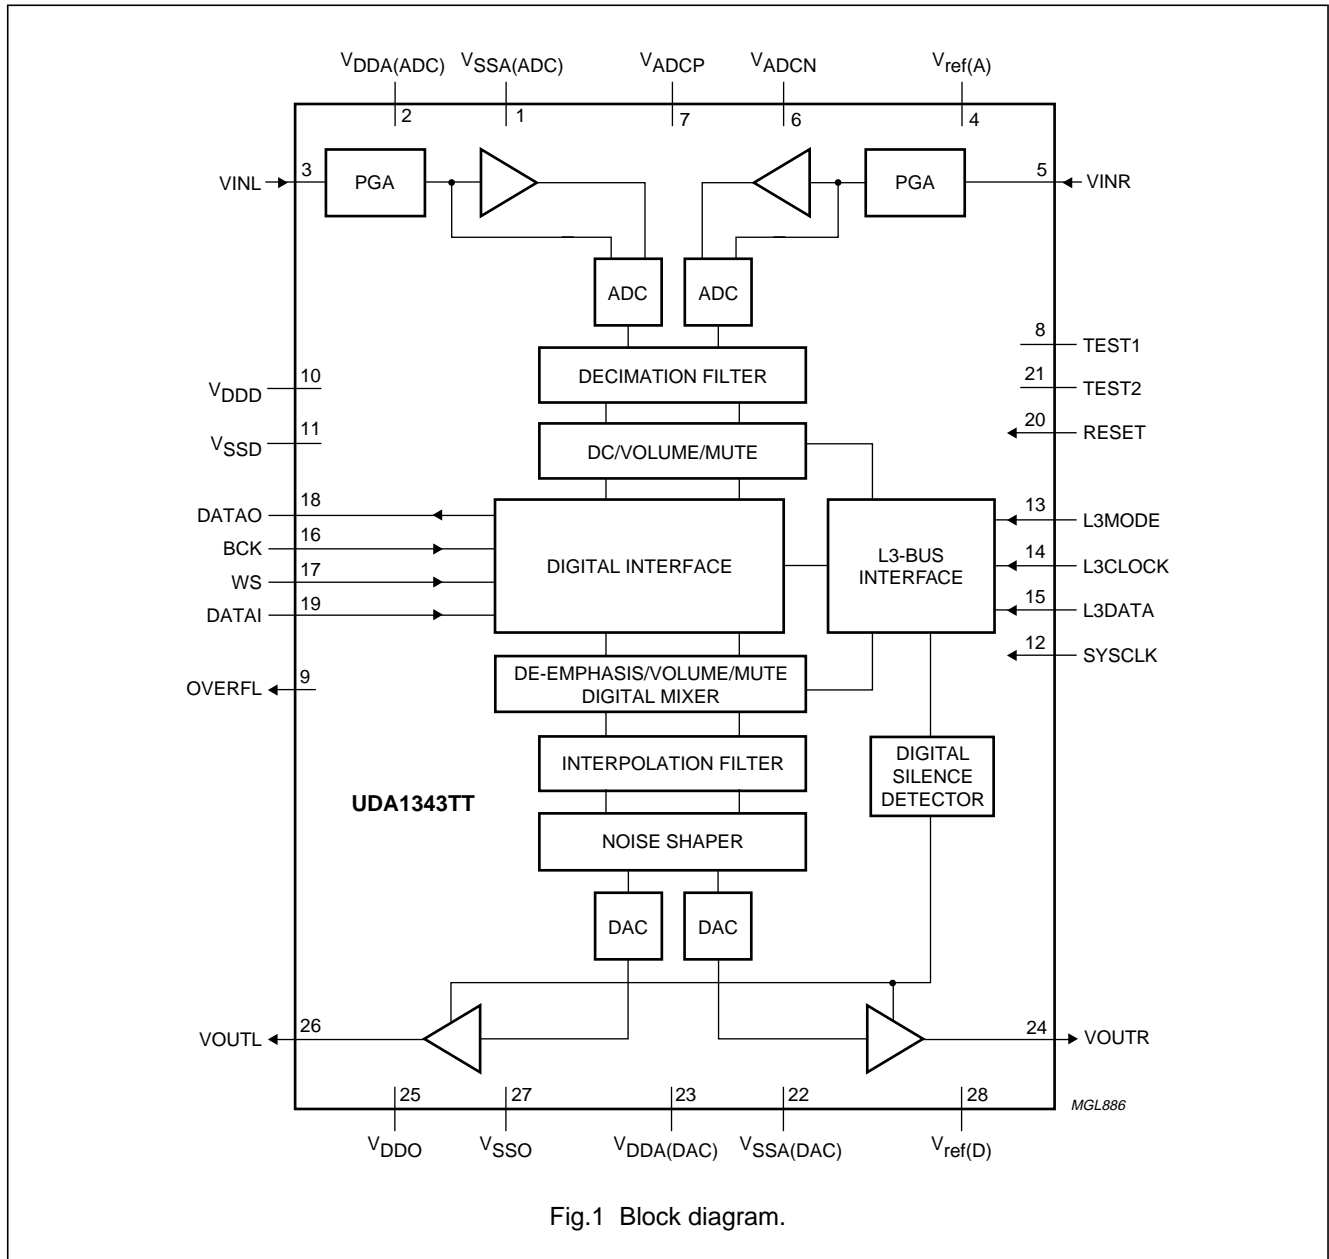 VDDA(ADC) VSSA(ADC) VADCP VADCN Vref(A)
2 1 7 6 4
VINL 3 PGA PGA 5 VINR
ADC ADC
8 TEST1
DECIMATION FILTER
VDDD 10 21 TEST2
VSSD 11 DC/VOLUME/MUTE 20 RESET
DATAO 18 13 L3MODE
BCK 16
WS 17
DATAI 19
DIGITAL INTERFACE
L3-BUS
INTERFACE
14 L3CLOCK
15 L3DATA
12 SYSCLK
OVERFL 9
DE-EMPHASIS/VOLUME/MUTE
DIGITAL MIXER
INTERPOLATION FILTER
DIGITAL
SILENCE
DETECTOR
UDA1343TT
NOISE SHAPER
DAC DAC
VOUTL 26 24 VOUTR
25 27 23 22 28
VDDO VSSO VDDA(DAC) VSSA(DAC) Vref(D)
MGL886
Fig.1 Block diagram.